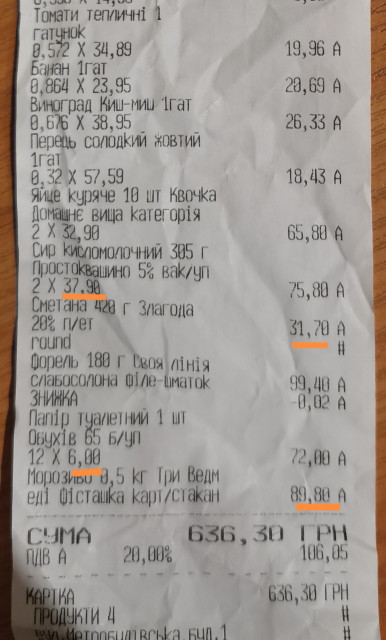 Томати тепличні 1
гатунок
0,572 X 34,89 19,96 А
Банан 1гат
0,864 X 23,95 20,69 А
Виноград Киш-миш 1гат
0,676 X 38,95 26,33 А
Перець солодкий жовтий
1гат
0,32 X 57,59 18,43 А
Яйце куряче 10 шт Квочка
Домашнє вища категорія
2 X 32,90 65,80 А
Сир кисломолочний 305 г
Простоквашино 5% вак/уп
2 X 37,90 75,80 А
Сметана 420 г Злагода
20% п/ет 31,70 А
round #
Форель 180 г Своя лінія
слабосолона філе-шматок 99,40 А
ЗНИЖКА -0,02 А
Папір туалетний 1 шт
Обухів 65 б/уп
12 X 6,00 72,00 А
Морозиво 0,5 кг Три Ведм
еді Фісташка карт/стакан 89,80 А
СУМА 636,30 ГРН
ПДВ А 20,00% 106,05
КАРТКА 636,30 ГРН
ПРОДУКТИ 4 #
Метробудівська буд.1 #